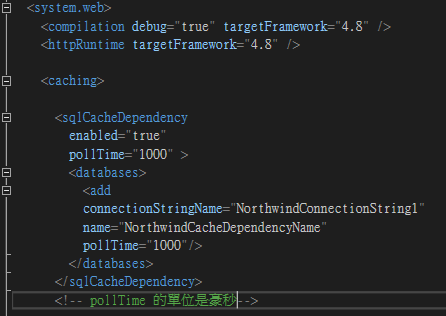 <system.web>
<compilation debug="true" targetFramework="4.8" />
<httpRuntime targetFramework="4.8" />
<caching>
<sqlCacheDependency
enabled="true"
pollTime="1000" >
<databases>
<add
connectionStringName="NorthwindConnectionString1"
name="NorthwindCacheDependencyName"
pollTime="1000"/>
</databases>
</sqlCacheDependency>
<!-- pollTime 的單位是豪秒-->